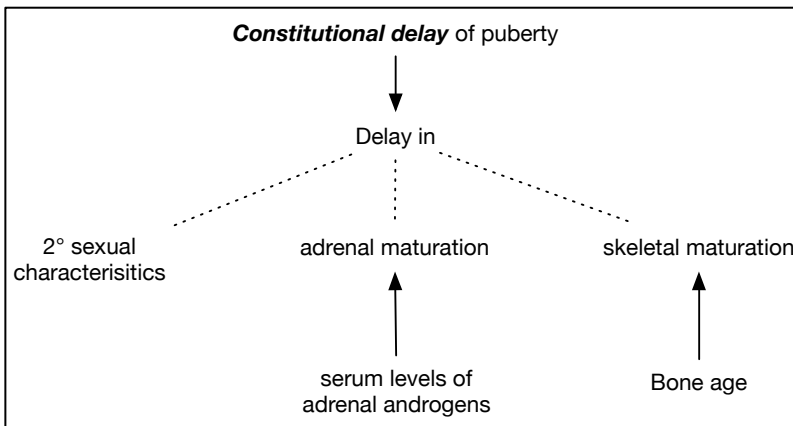 Constitutional delay of puberty
Delay in
2° sexual
characterisitics
adrenal maturation
skeletal maturation
serum levels of
adrenal androgens
Bone age